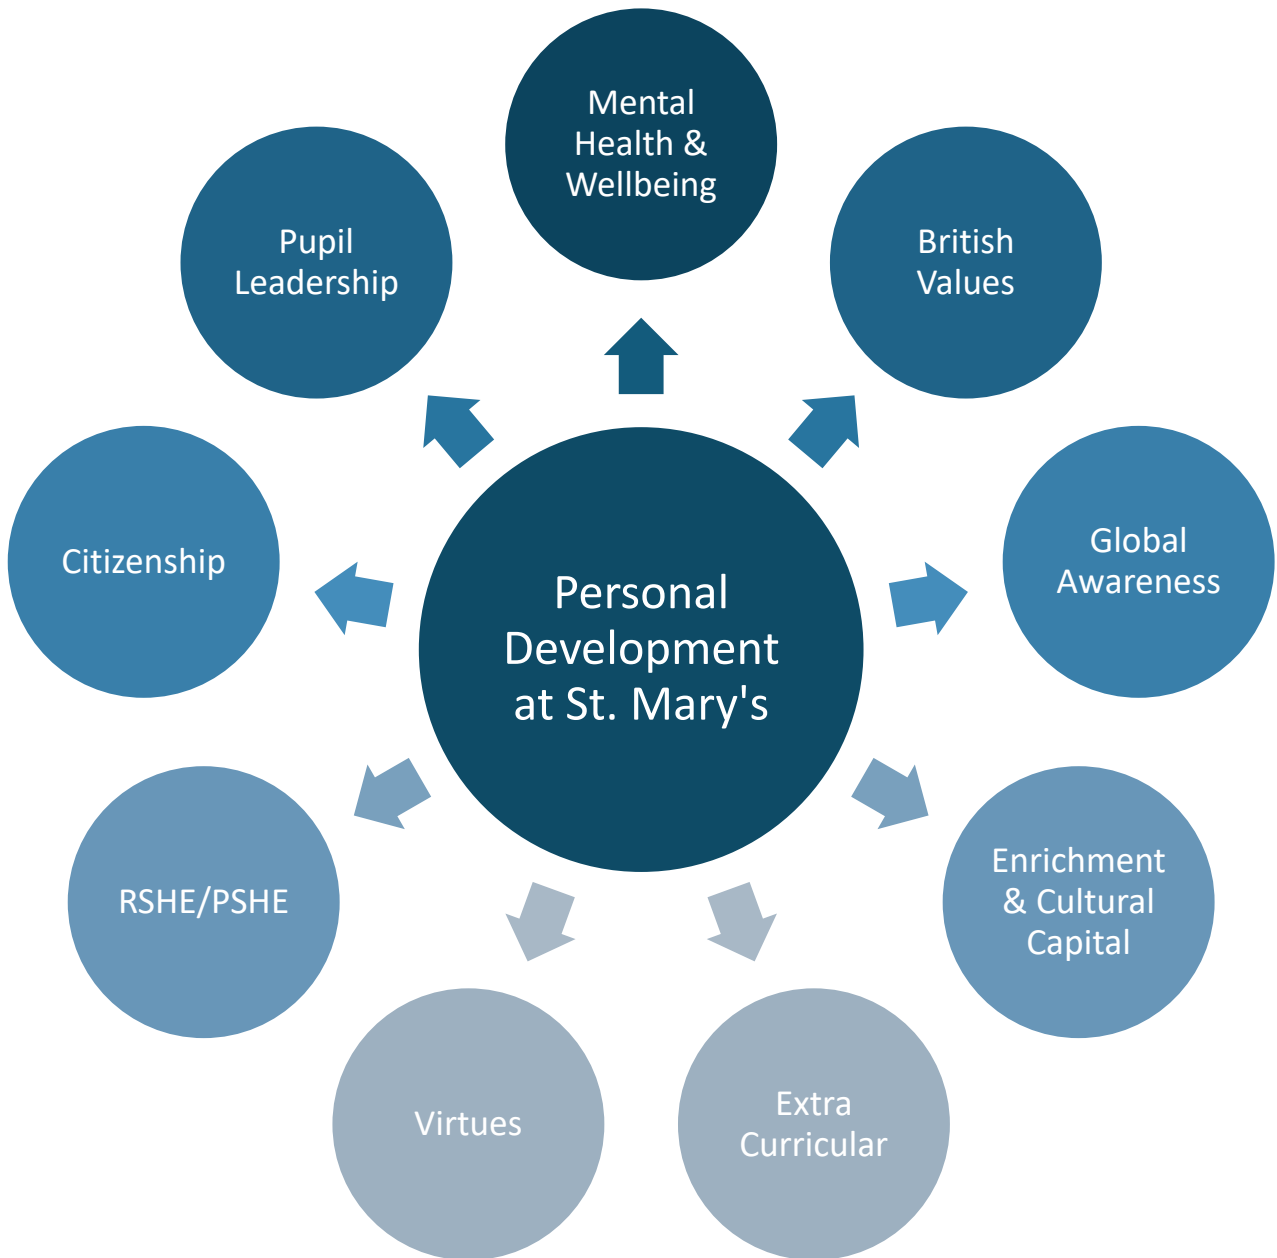 Mental
Health &
Wellbeing
British
Values
Global
Awareness
Enrichment
& Cultural
Capital
Extra
Curricular
Virtues
RSHE/PSHE
Citizenship
Pupil
Leadership
Personal
Development
at St. Mary's